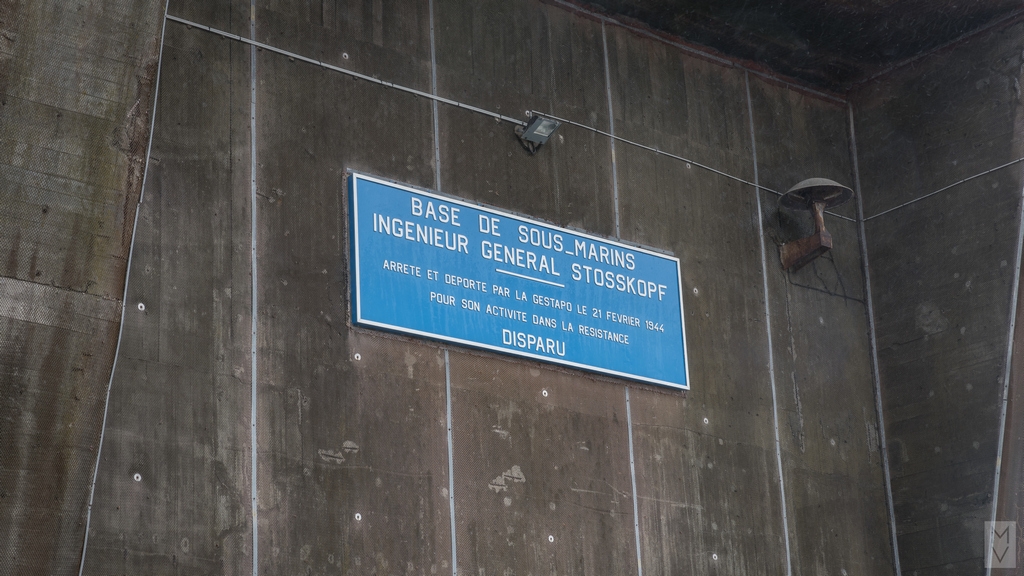 BASE DE SOUS_MARINS
INGENIEUR GENERAL STOSSKOPF
ARRETE ET DEPORTE PAR LA GESTAPO LE 21 FEVRIER 1944
POUR SON ACTIVITE DANS LA RESISTANCE
DISPARU
MV